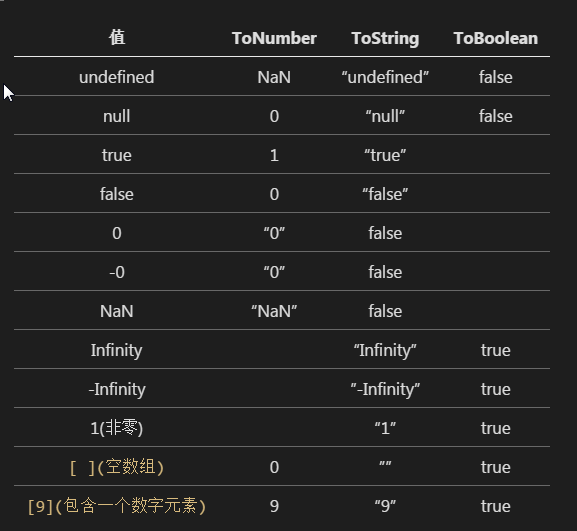 值 ToNumber ToString ToBoolean
undefined NaN “undefined” false
null 0 “null” false
true 1 “true”
false 0 “false”
0 “0” false
-0 “0” false
NaN “NaN” false
Infinity “Infinity” true
-Infinity ”-Infinity” true
1(非零) “1” true
[ ](空数组) 0 ”” true
[9](包含一个数字元素) 9 “9” true